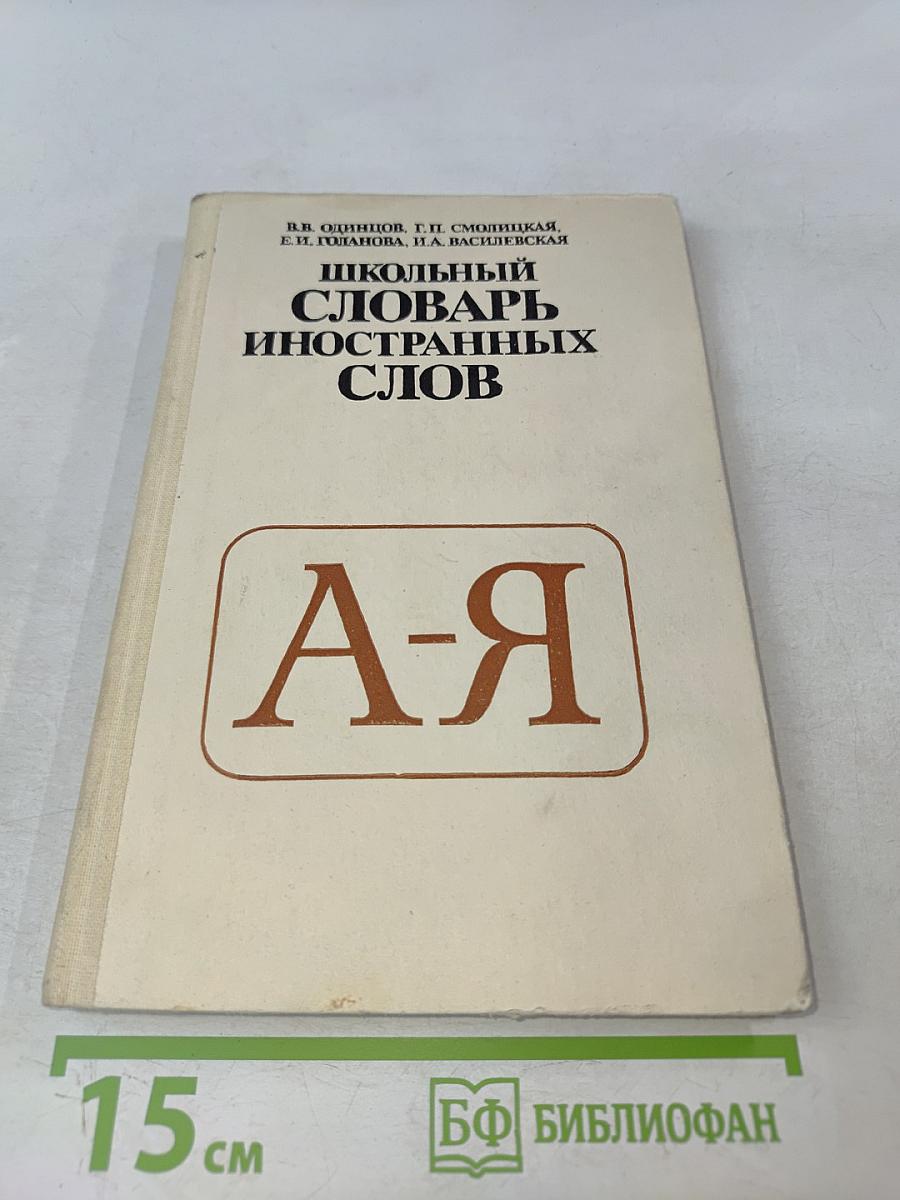 В.В. ОДИНЦОВ, Г.П. СМОЛИЦКАЯ,
Е.И. ГОЛАНОВА, И.А. ВАСИЛЕВСКАЯ
ШКОЛЬНЫЙ
СЛОВАРЬ
ИНОСТРАННЫХ
СЛОВ
А-Я
15 см
БФ БИБЛИОФАН